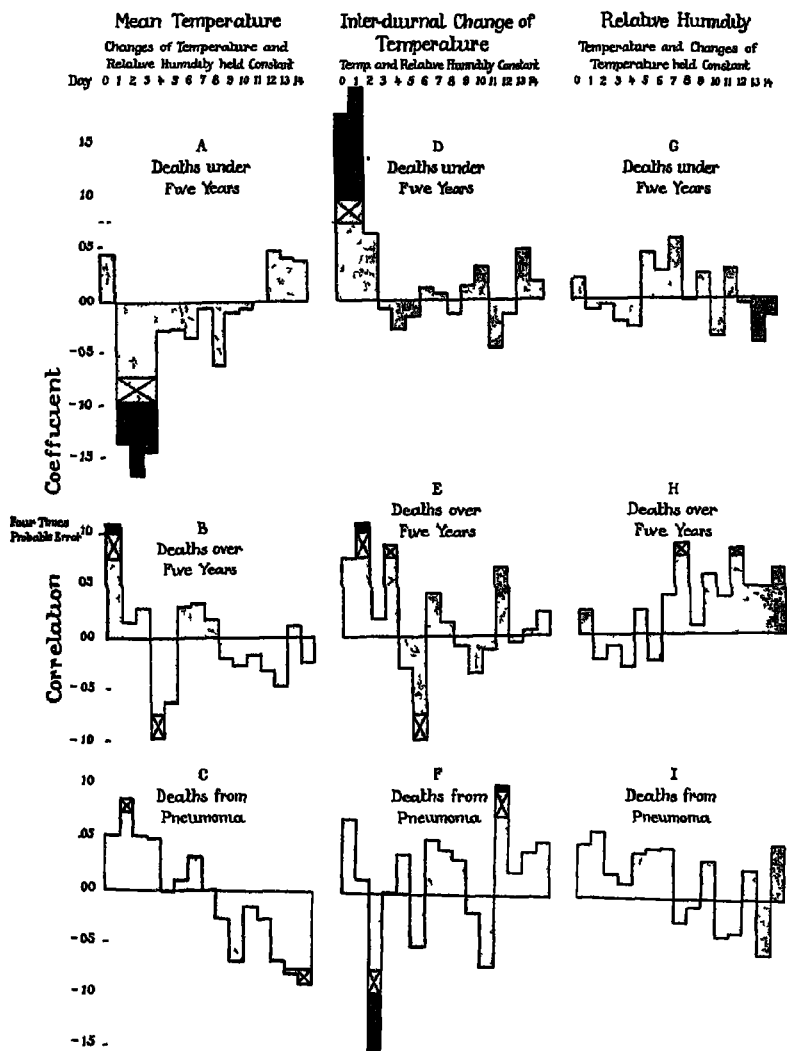 Mean Temperature
Changes of Temperature and
Relative Humidity held Constant
Day 0 1 2 3 4 5 6 7 8 9 10 11 12 13 14
Inter-diurnal Change of
Temperature
Temp. and Relative Humidity Constant
0 1 2 3 4 5 6 7 8 9 10 11 12 13 14
Relative Humidity
Temperature and Changes of
Temperature held Constant
0 1 2 3 4 5 6 7 8 9 10 11 12 13 14
Correlation Coefficient
15
10
05
00
-05
-10
-15
A
Deaths under
Five Years
D
Deaths under
Five Years
G
Deaths under
Five Years
Four Times
Probable Error
10
05
00
-05
-10
B
Deaths over
Five Years
E
Deaths over
Five Years
H
Deaths over
Five Years
10
.05
00
-05
-10
-15
C
Deaths from
Pneumonia
F
Deaths from
Pneumonia
I
Deaths from
Pneumonia